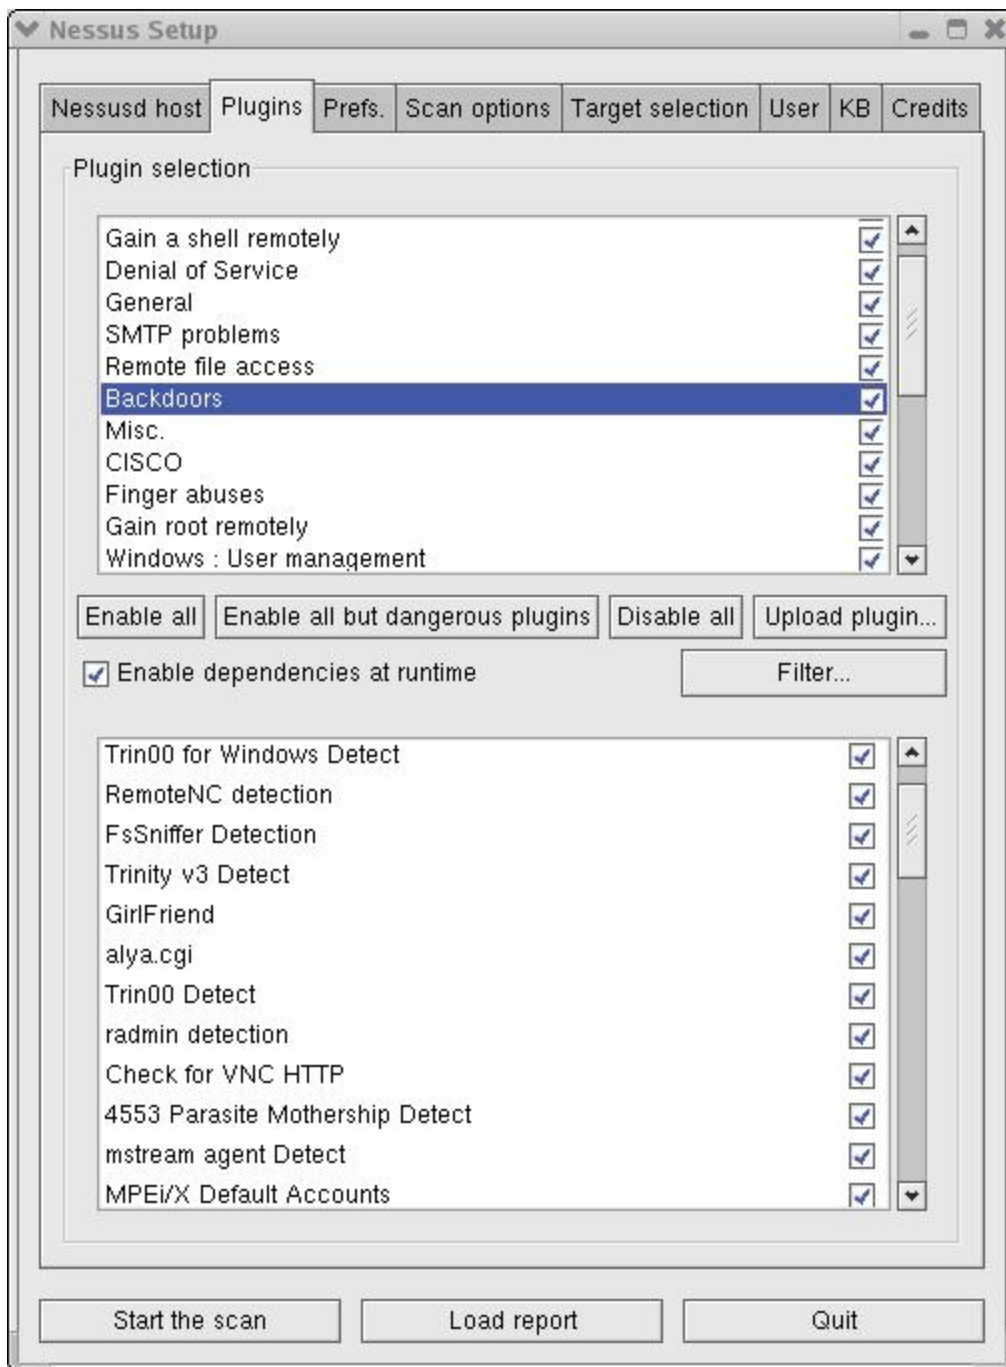 Nessus Setup
Nessusd host Plugins Prefs. Scan options Target selection User KB Credits
Plugin selection
Gain a shell remotely
Denial of Service
General
SMTP problems
Remote file access
Backdoors
Misc.
CISCO
Finger abuses
Gain root remotely
Windows : User management
Enable all Enable all but dangerous plugins Disable all Upload plugin...
Enable dependencies at runtime Filter...
Trin00 for Windows Detect
RemoteNC detection
FsSniffer Detection
Trinity v3 Detect
GirlFriend
alya.cgi
Trin00 Detect
radmin detection
Check for VNC HTTP
4553 Parasite Mothership Detect
mstream agent Detect
MPEi/X Default Accounts
Start the scan Load report Quit